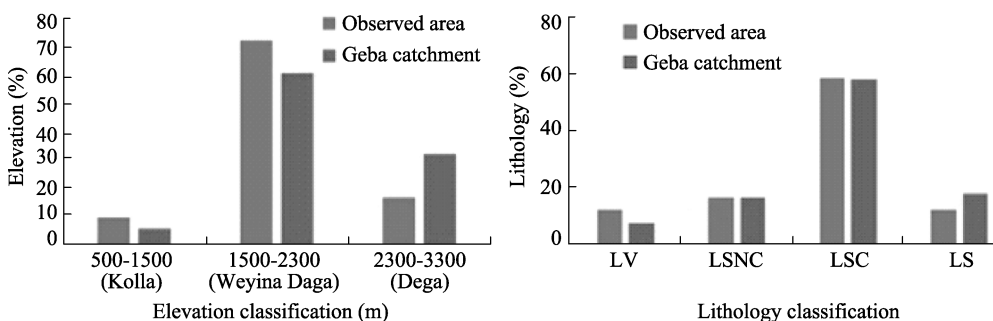 Elevation (%)
80
70
60
50
40
30
20
10
0
Observed area
Geba catchment
500-1500
(Kolla)
1500-2300
(Weyina Daga)
2300-3300
(Dega)
Elevation classification (m)
Lithology (%)
80
60
40
20
0
Observed area
Geba catchment
LV
LSNC
LSC
LS
Lithology classification